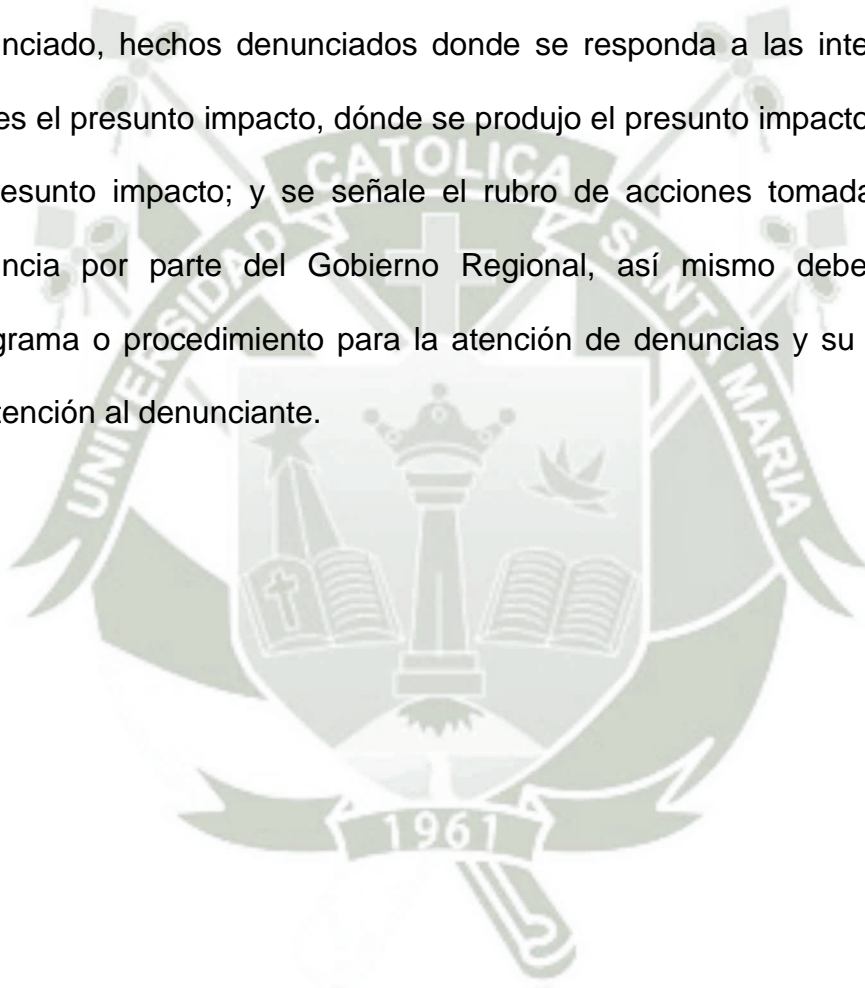 nciado, hechos denunciados donde se responda a las inte
es el presunto impacto, dónde se produjo el presunto impacto
esunto impacto; y se señale el rubro de acciones tomada
ncia por parte del Gobierno Regional, así mismo debe
grama o procedimiento para la atención de denuncias y su
tención al denunciante.
UNIVERSIDAD CATOLICA SANTA MARIA
1961